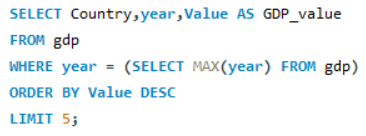 SELECT Country,year,Value AS GDP_value
FROM gdp
WHERE year = (SELECT MAX(year) FROM gdp)
ORDER BY Value DESC
LIMIT 5;